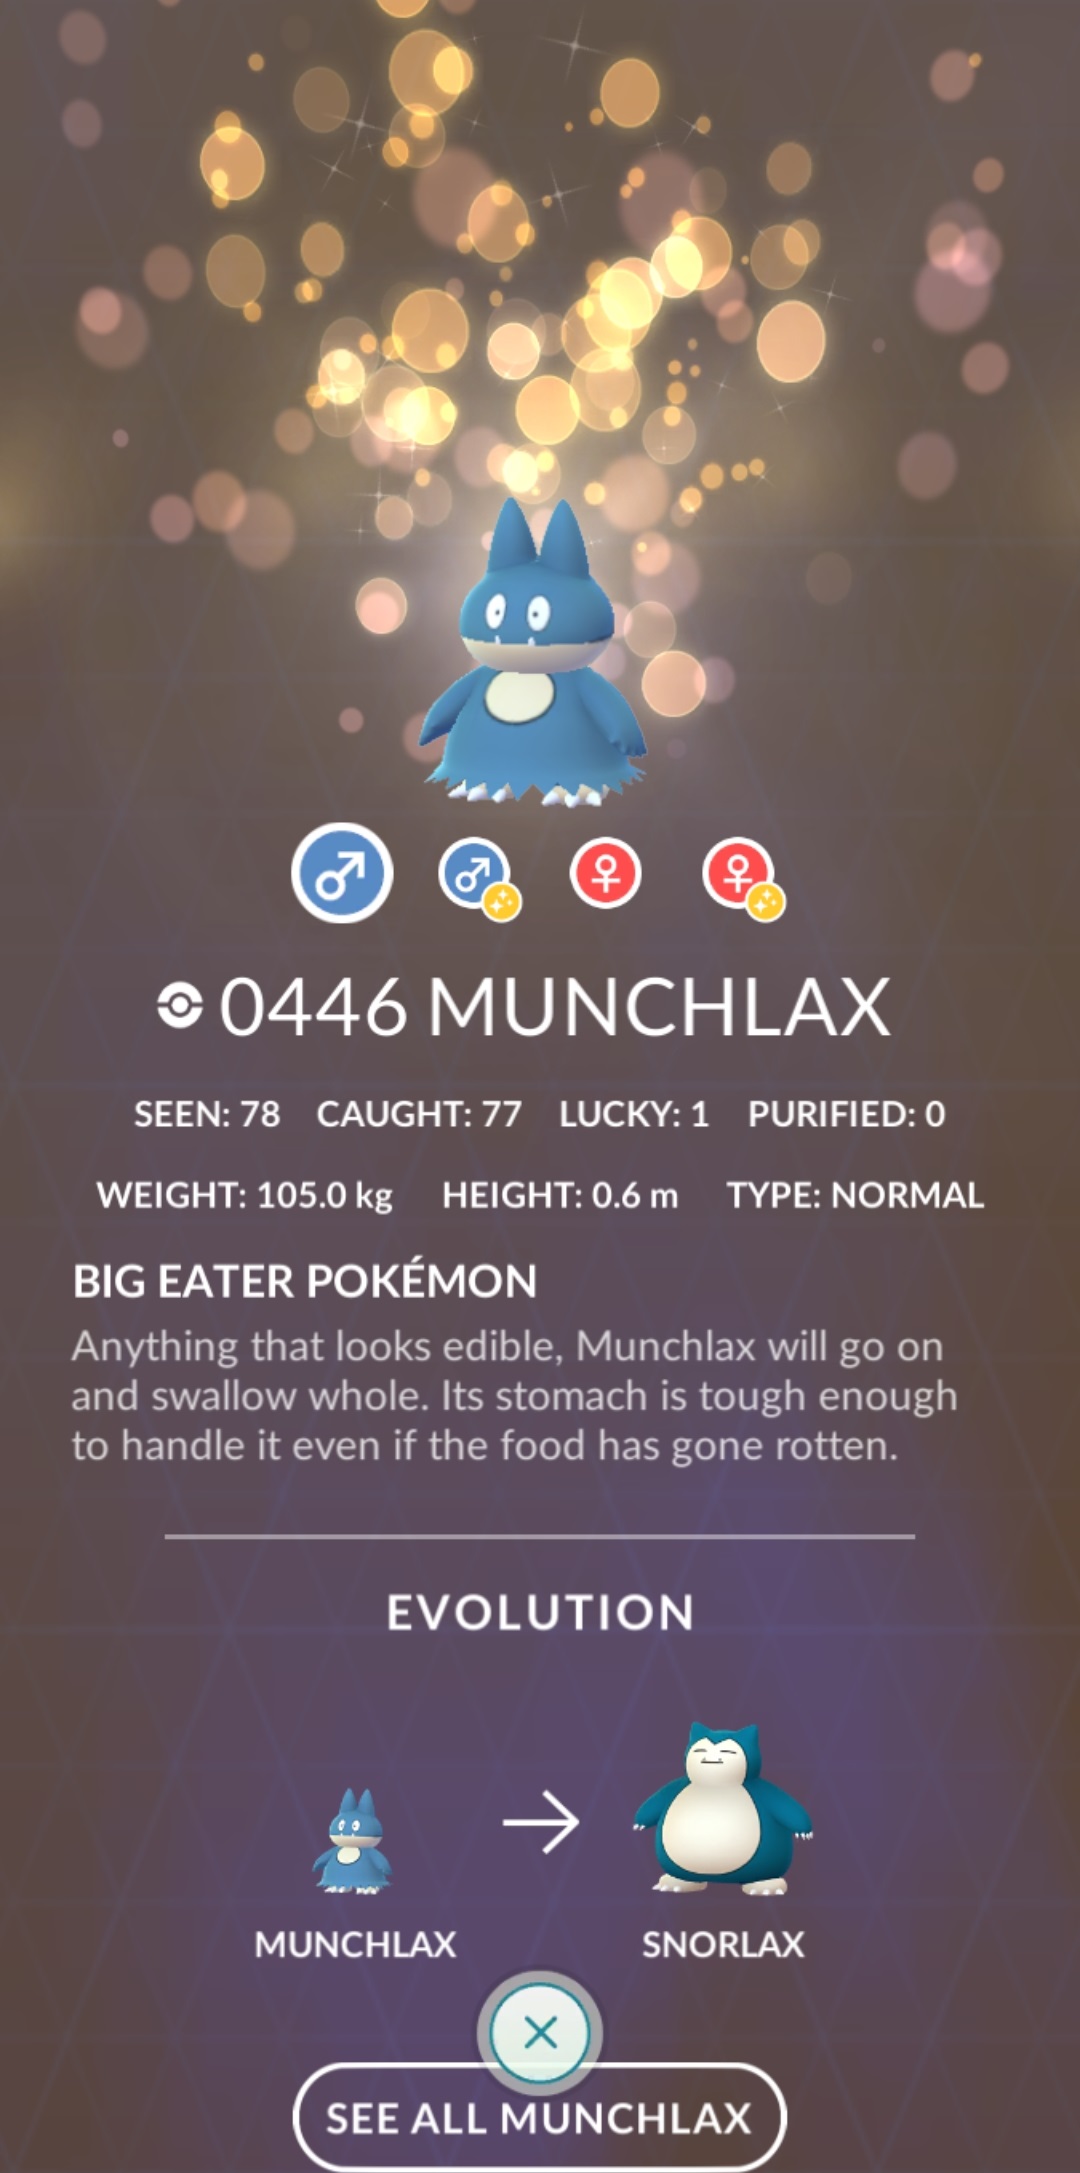 0446 MUNCHLAX
SEEN: 78 CAUGHT: 77 LUCKY: 1 PURIFIED: 0
WEIGHT: 105.0 kg HEIGHT: 0.6 m TYPE: NORMAL
BIG EATER POKÉMON
Anything that looks edible, Munchlax will go on
and swallow whole. Its stomach is tough enough
to handle it even if the food has gone rotten.
EVOLUTION
MUNCHLAX SNORLAX
SEE ALL MUNCHLAX